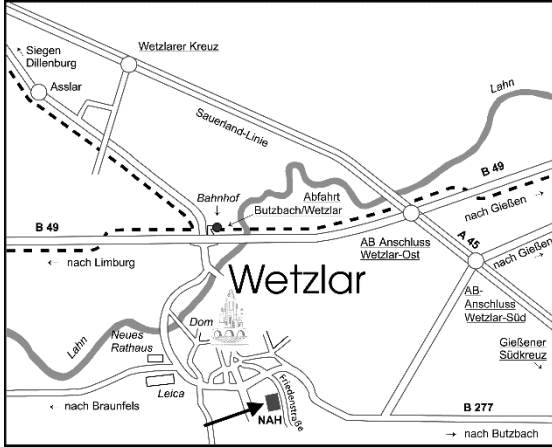 Siegen
Dillenburg
Wetzlarer Kreuz
Asslar
Sauerland-Linie
Lahn
B 49
nach Gießen
Bahnhof
Abfahrt
Butzbach/Wetzlar
B 49
nach Limburg
AB Anschluss
Wetzlar-Ost
A 45
nach Gießen
Wetzlar
AB-
Anschluss
Wetzlar-Süd
Dom
Neues
Rathaus
Lahn
Gießener
Südkreuz
Leica
Friedenstraße
nach Braunfels
NAH
B 277
nach Butzbach